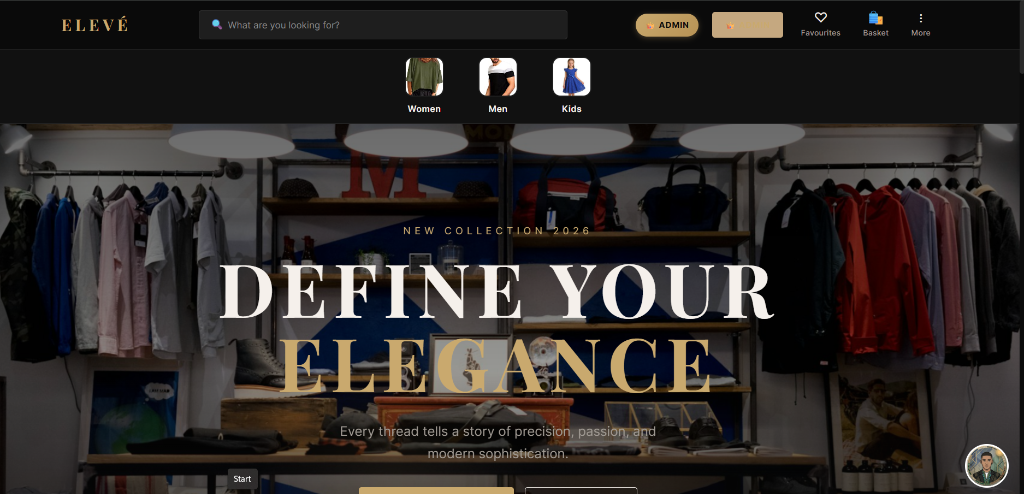 ELEVÉ
What are you looking for?
ADMIN
Favourites
Basket
More
Women
Men
Kids
M
NEW COLLECTION 2026
DEFINE YOUR
ELEGANCE
Every thread tells a story of precision, passion, and
modern sophistication.
Start